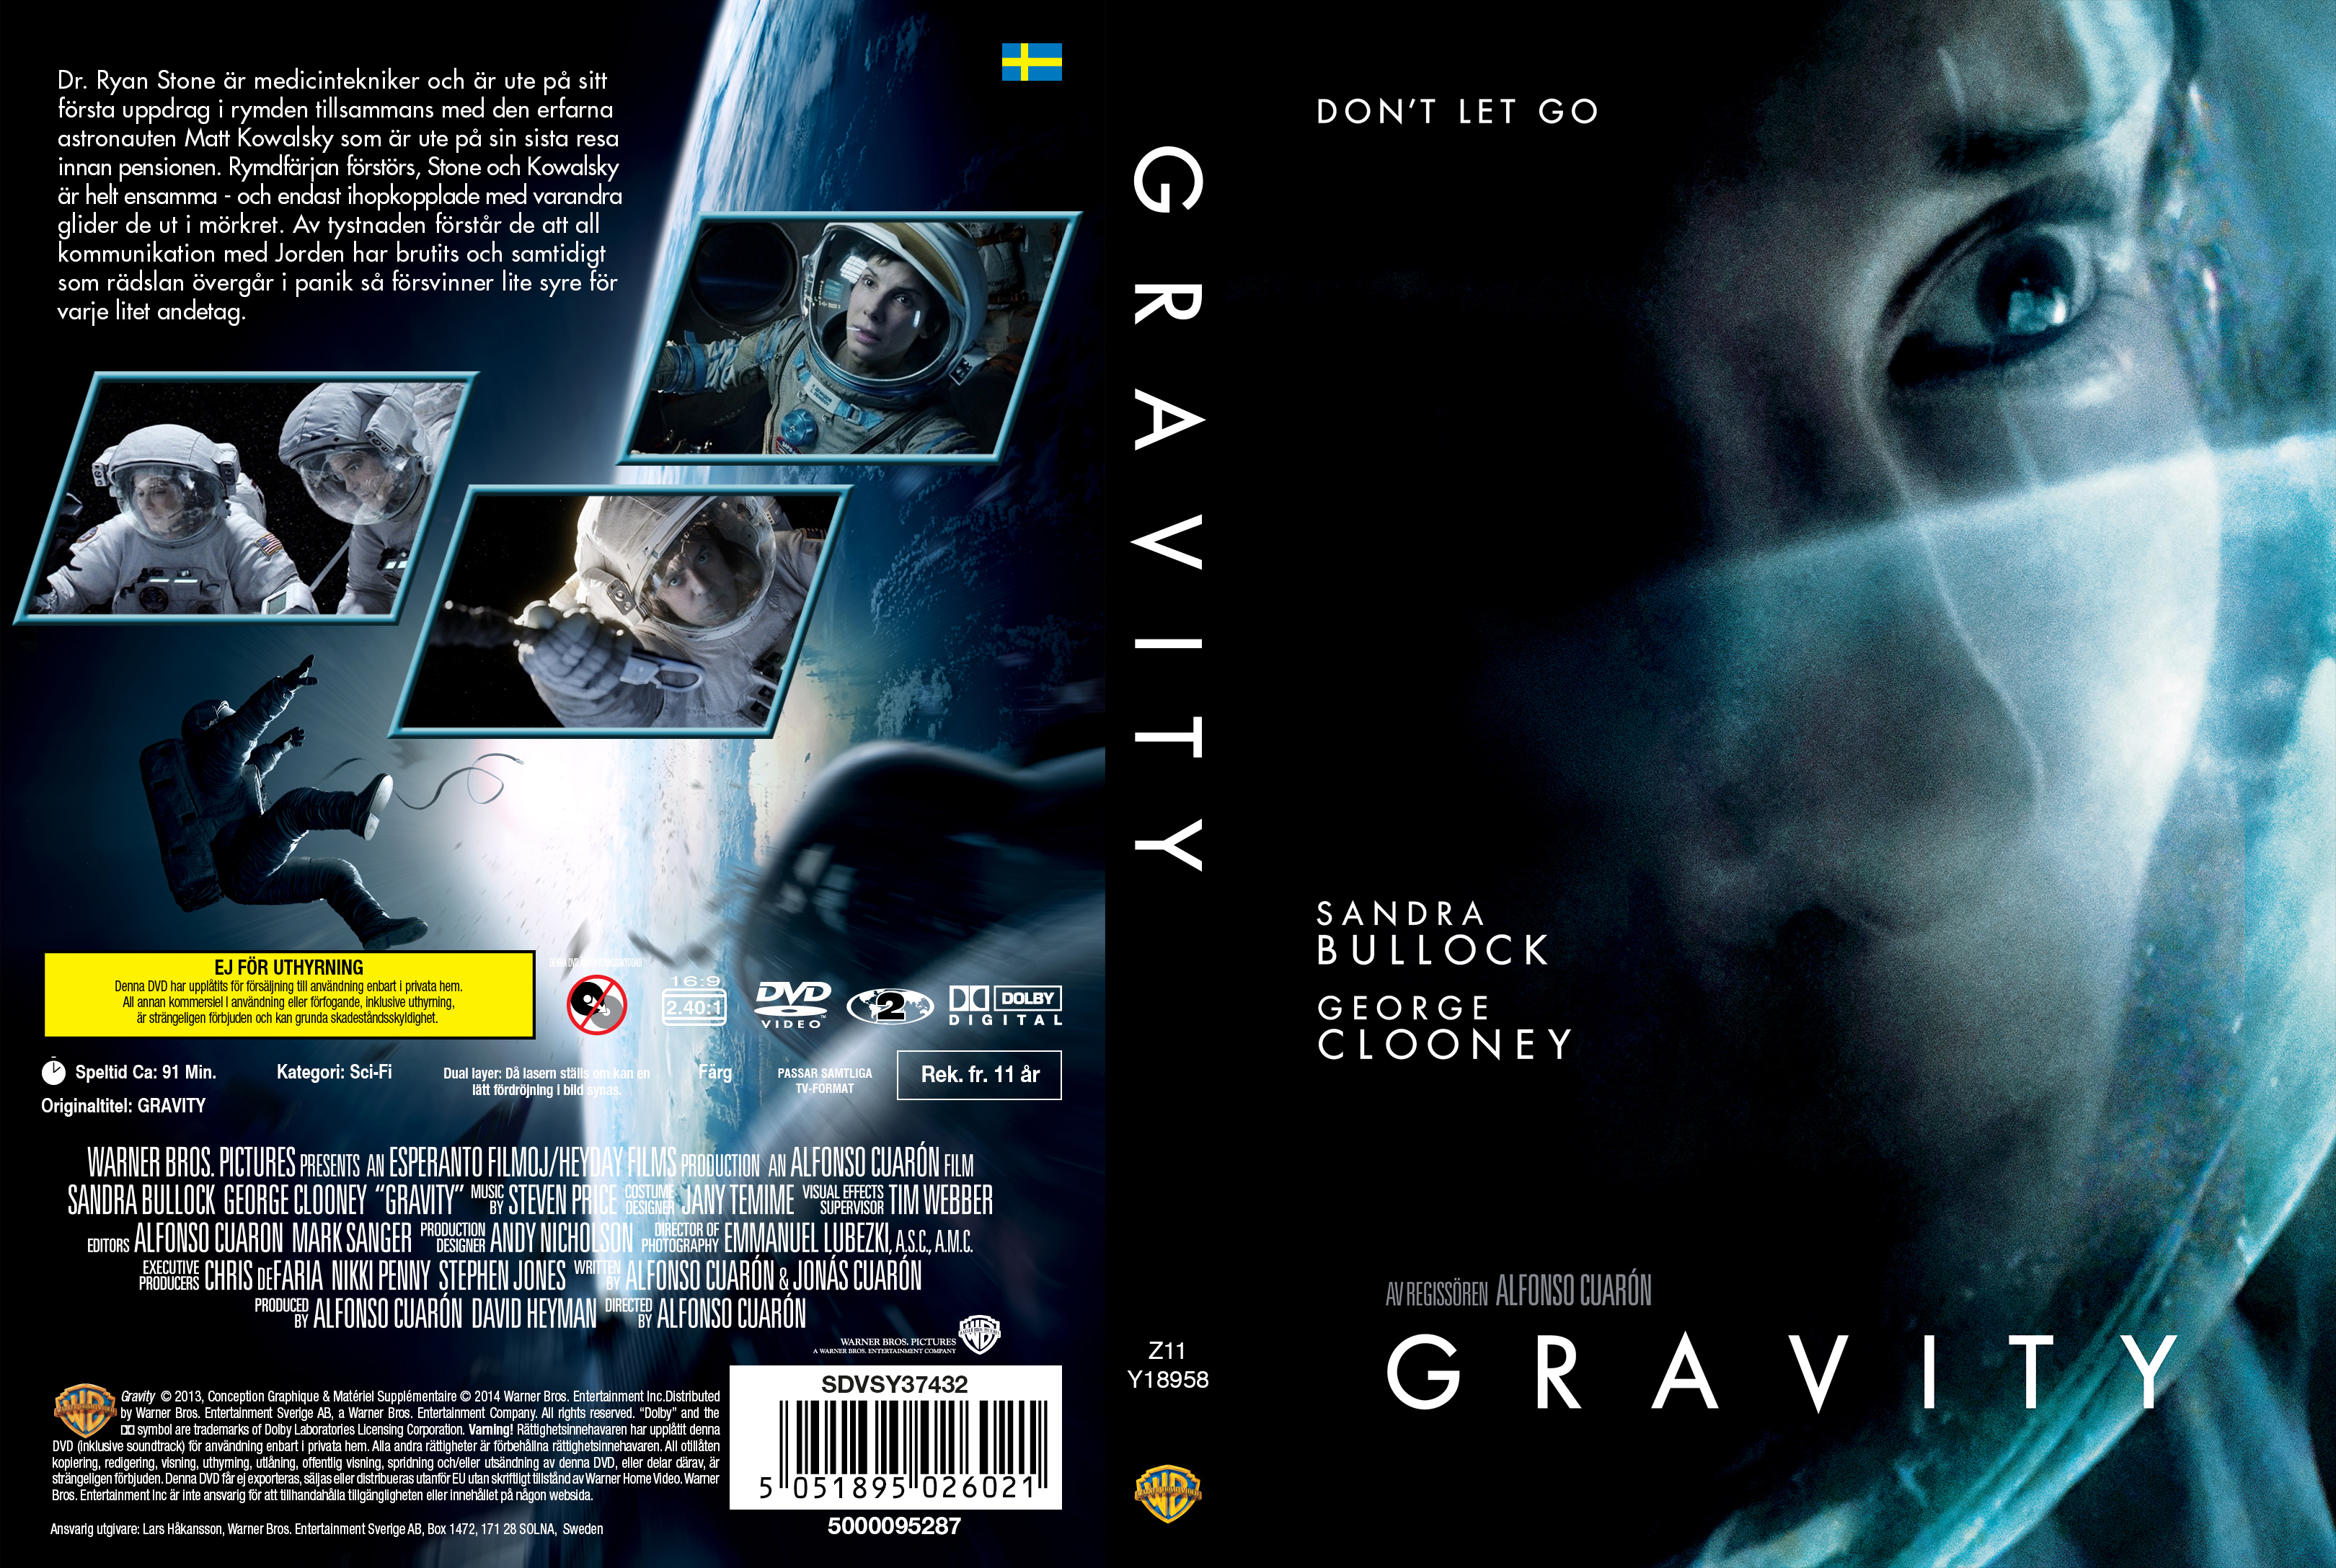 Dr. Ryan Stone är medicintekniker och är ute på sitt
första uppdrag i rymden tillsammans med den erfarna
astronauten Matt Kowalsky som är ute på sin sista resa
innan pensionen. Rymdfärjan förstörs, Stone och Kowalsky
är helt ensamma - och endast ihopkopplade med varandra
glider de ut i mörkret. Av tystnaden förstår de att all
kommunikation med Jorden har brutits och samtidigt
som rädslan övergår i panik så försvinner lite syre för
varje litet andetag.
EJ FÖR UTHYRNING
Denna DVD har upplåtits för försäljning till användning enbart i privata hem.
All annan kommersiel l användning eller förfogande, inklusive uthyrning,
är strängeligen förbjuden och kan grunda skadeståndsskyldighet.
16:9
2.40:1
DVD
VIDEO™
2
DOLBY
DIGITAL
Speltid Ca: 91 Min.
Kategori: Sci-Fi
Dual layer: Då lasern ställs om kan en
lätt fördröjning i bild synas.
Färg
PASSAR SAMTLIGA
TV-FORMAT
Rek. fr. 11 år
Originaltitel: GRAVITY
WARNER BROS. PICTURES PRESENTS AN ESPERANTO FILMOJ/HEYDAY FILMS PRODUCTION AN ALFONSO CUARÓN FILM
SANDRA BULLOCK GEORGE CLOONEY “GRAVITY” MUSIC BY STEVEN PRICE COSTUME DESIGNER JANY TEMIME VISUAL EFFECTS SUPERVISOR TIM WEBBER
EDITORS ALFONSO CUARON MARK SANGER PRODUCTION DESIGNER ANDY NICHOLSON DIRECTOR OF PHOTOGRAPHY EMMANUEL LUBEZKI, A.S.C., A.M.C.
EXECUTIVE PRODUCERS CHRIS DEFARIA NIKKI PENNY STEPHEN JONES WRITTEN BY ALFONSO CUARÓN & JONÁS CUARÓN
PRODUCED BY ALFONSO CUARÓN DAVID HEYMAN DIRECTED BY ALFONSO CUARÓN
WARNER BROS. PICTURES
A WARNER BROS. ENTERTAINMENT COMPANY
Gravity © 2013, Conception Graphique & Matériel Supplémentaire © 2014 Warner Bros. Entertainment Inc.Distributed
by Warner Bros. Entertainment Sverige AB, a Warner Bros. Entertainment Company. All rights reserved. “Dolby” and the
symbol are trademarks of Dolby Laboratories Licensing Corporation. Varning! Rättighetsinnehavaren har upplåtit denna
DVD (inklusive soundtrack) för användning enbart i privata hem. Alla andra rättigheter är förbehållna rättighetsinnehavaren. All otillåten
kopiering, redigering, visning, uthyrning, utlåning, offentlig visning, spridning och/eller utsändning av denna DVD, eller delar därav, är
strängeligen förbjuden. Denna DVD får ej exporteras, säljas eller distribueras utanför EU utan skriftligt tillstånd av Warner Home Video. Warner
Bros. Entertainment Inc är inte ansvarig för att tillhandahålla tillgängligheten eller innehållet på någon websida.
Ansvarig utgivare: Lars Håkansson, Warner Bros. Entertainment Sverige AB, Box 1472, 171 28 SOLNA, Sweden
SDVSY37432
5 051895 026021
5000095287
GRAVITY
Z11
Y18958
DON'T LET GO
SANDRA
BULLOCK
GEORGE
CLOONEY
AV REGISSÖREN ALFONSO CUARÓN
GRAVITY